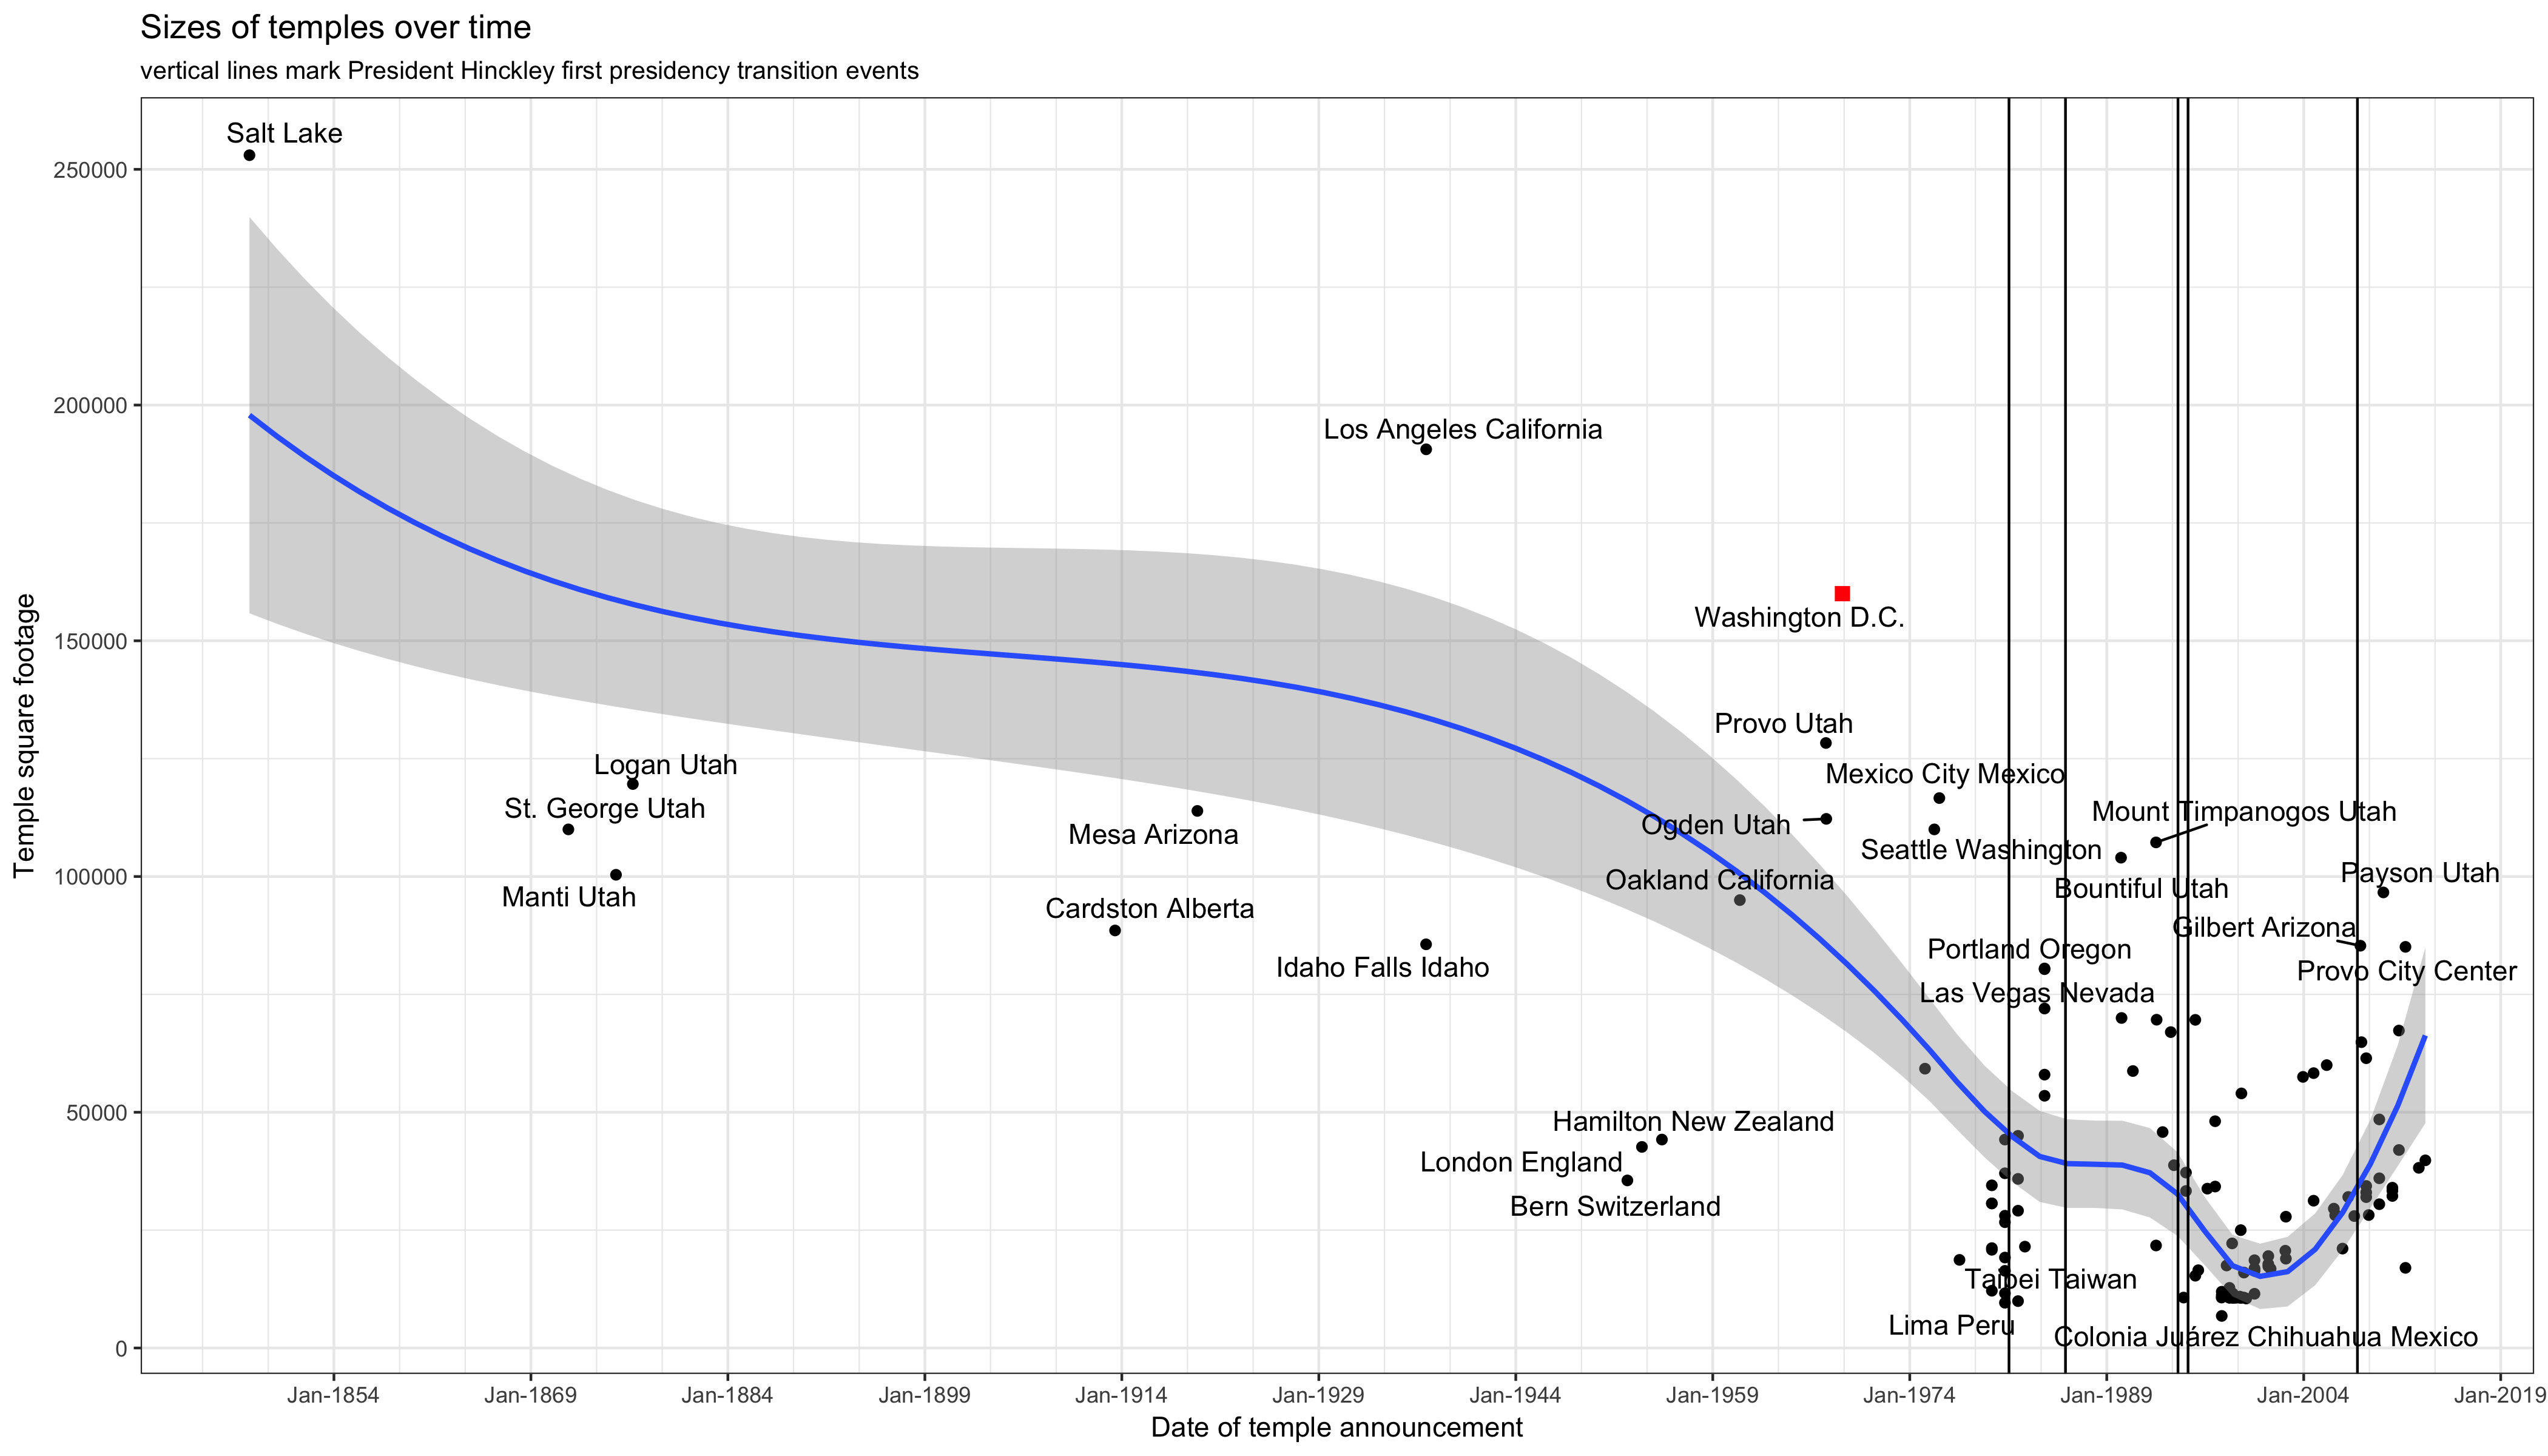 Sizes of temples over time
vertical lines mark President Hinckley first presidency transition events
Salt Lake
250000
200000
Los Angeles California
Temple square footage
150000
Washington D.C.
Provo Utah
Logan Utah
Mexico City Mexico
St. George Utah
Mount Timpanogos Utah
Mesa Arizona
Ogden Utah
Seattle Washington
100000
Oakland California
Payson Utah
Manti Utah
Bountiful Utah
Cardston Alberta
Gilbert Arizona
Portland Oregon
Idaho Falls Idaho
Provo City Center
Las Vegas Nevada
50000
Hamilton New Zealand
London England
Bern Switzerland
Taipei Taiwan
Lima Peru
Colonia Juárez Chihuahua Mexico
0
Jan-1854 Jan-1869 Jan-1884 Jan-1899 Jan-1914 Jan-1929 Jan-1944 Jan-1959 Jan-1974 Jan-1989 Jan-2004 Jan-2019
Date of temple announcement